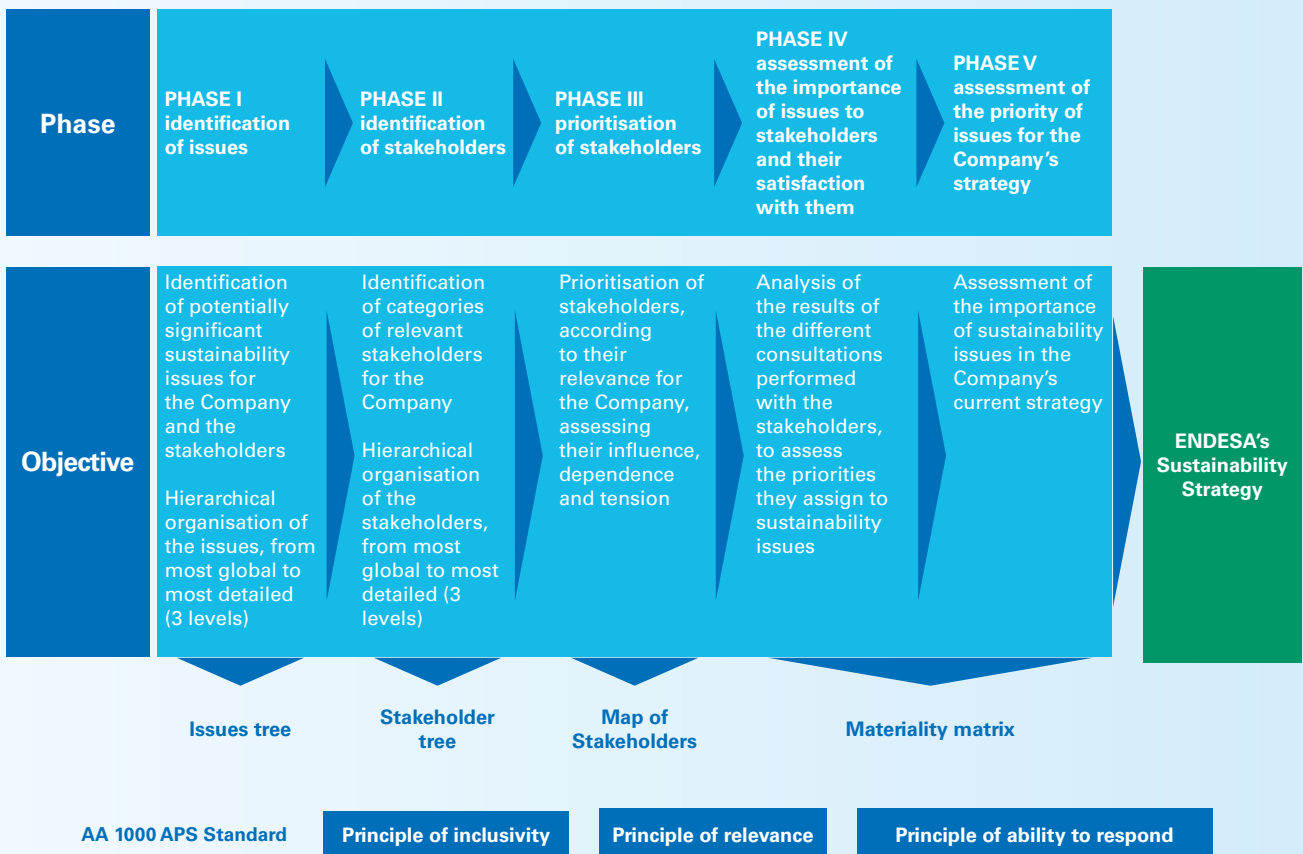 Phase
PHASE I
identification
of issues
PHASE II
identification
of stakeholders
PHASE III
prioritisation
of stakeholders
PHASE IV
assessment of
the importance
of issues to
stakeholders
and their
satisfaction
with them
PHASE V
assessment of
the priority of
issues for the
Company’s
strategy
Objective
Identification
of potentially
significant
sustainability
issues for
the Company
and the
stakeholders
Hierarchical
organisation of
the issues, from
most global to
most detailed
(3 levels)
Identification
of categories
of relevant
stakeholders
for the
Company
Hierarchical
organisation
of the
stakeholders,
from most
global to most
detailed (3
levels)
Prioritisation of
stakeholders,
according
to their
relevance for
the Company,
assessing
their influence,
dependence
and tension
Analysis of
the results of
the different
consultations
performed
with the
stakeholders,
to assess
the priorities
they assign to
sustainability
issues
Assessment of
the importance
of sustainability
issues in the
Company’s
current strategy
ENDESA’s
Sustainability
Strategy
Issues tree
Stakeholder
tree
Map of
Stakeholders
Materiality matrix
AA 1000 APS Standard
Principle of inclusivity
Principle of relevance
Principle of ability to respond